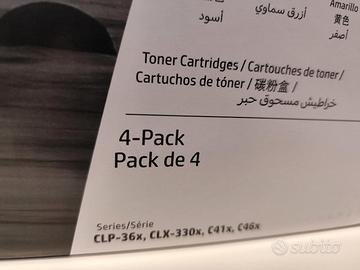 Amarillo
黄色
أزرق سماوي
أصفر
أسود
Toner Cartridges / Cartouches de toner /
Cartuchos de tóner / 碳粉盒 /
خراطيش مسحوق حبر
4-Pack
Pack de 4
Series/Série
CLP-36x, CLX-330x, C41x, C46x
subito